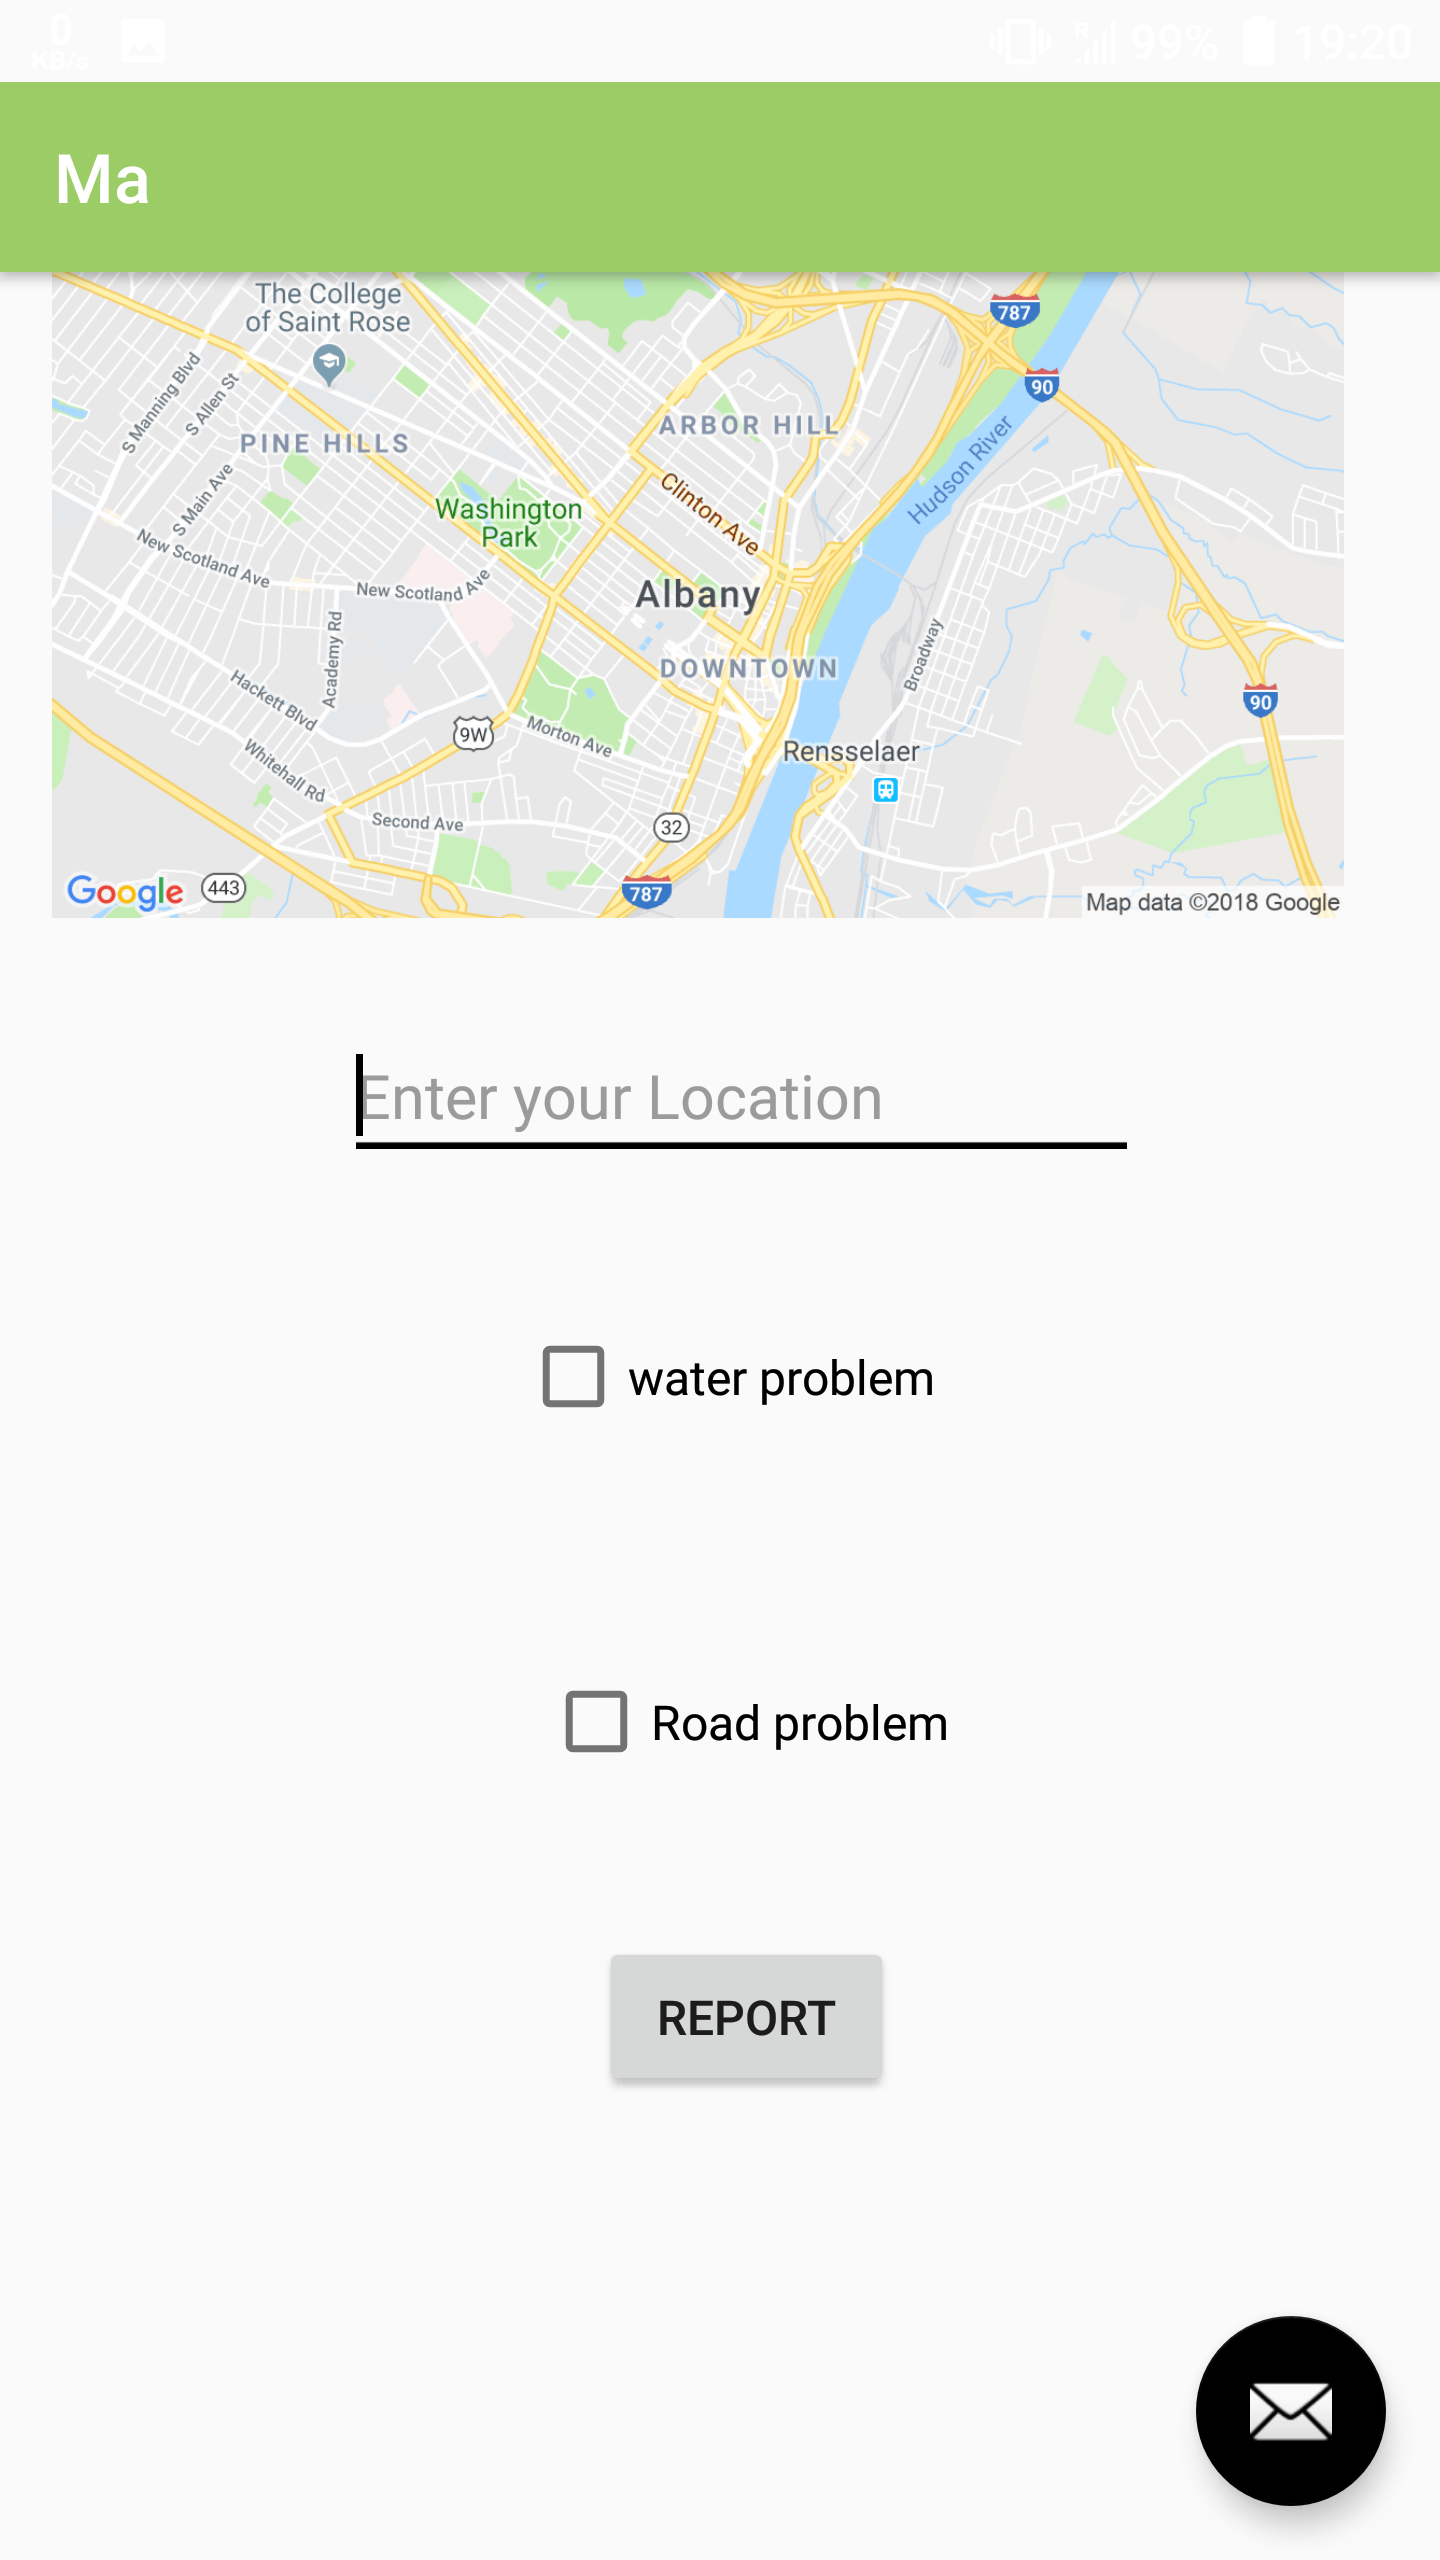 0
KB/s
R 99% 19:20
Ma
The College
of Saint Rose
787
90
S Manning Blvd
S Allen St
ARBOR HILL
PINE HILLS
Hudson River
Clinton Ave
S Main Ave
Washington
Park
New Scotland Ave
New Scotland Ave
Albany
Academy Rd
Broadway
DOWNTOWN
Hackett Blvd
90
9W
Morton Ave
Rensselaer
Whitehall Rd
Second Ave
32
Google
443
787
Map data ©2018 Google
Enter your Location
water problem
Road problem
REPORT